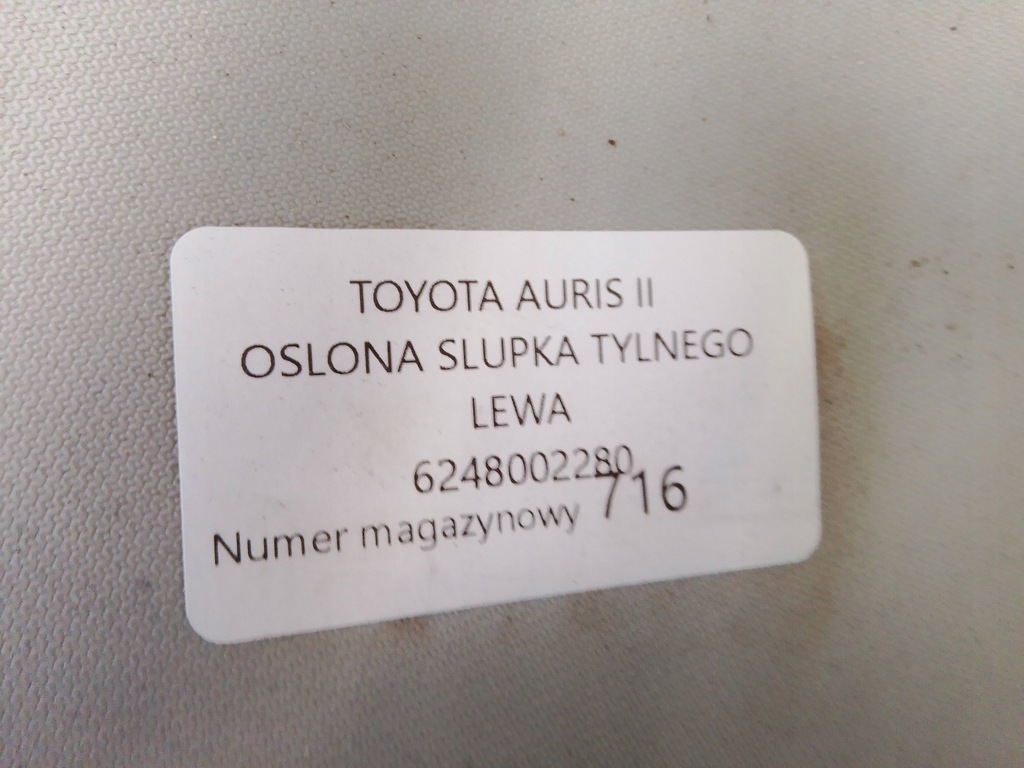 TOYOTA AURIS II
OSLONA SLUPKA TYLNEGO
LEWA
6248002280
Numer magazynowy 716